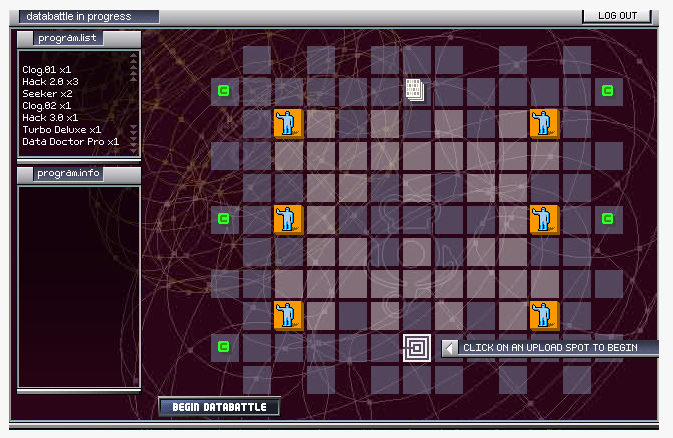 databattle in progress
LOG OUT
program.list
Clog.01 x1
Hack 2.0 x3
Seeker x2
Clog.02 x1
Hack 3.0 x1
Turbo Deluxe x1
Data Doctor Pro x1
program.info
CLICK ON AN UPLOAD SPOT TO BEGIN
BEGIN DATABATTLE